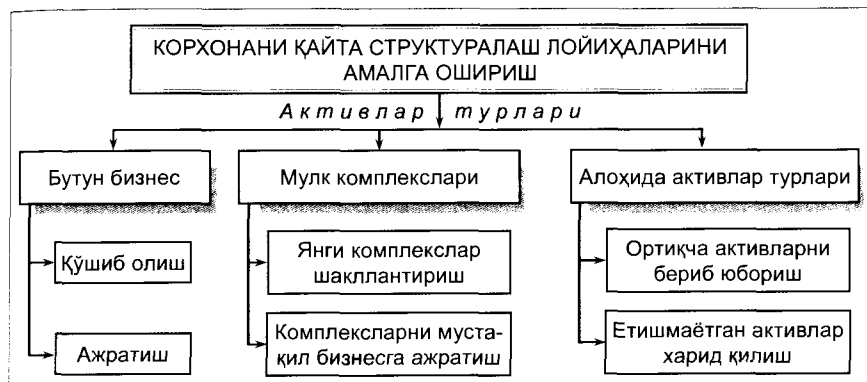 КОРХОНАНИ ҚАЙТА СТРУКТУРАЛАШ ЛОЙИҲАЛАРИНИ
АМАЛГА ОШИРИШ
Активлар турлари
Бутун бизнес
Мулк комплекслари
Алоҳида активлар турлари
Қўшиб олиш
Янги комплекслар
шакллантириш
Ортиқча активларни
бериб юбориш
Ажратиш
Комплексларни муста-
қил бизнесга ажратиш
Етишмаётган активлар
харид қилиш